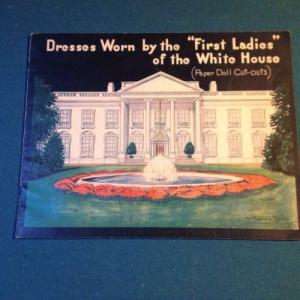 Dresses Worn by the "First Ladies"
of the White House
(Paper Doll Cut-outs)